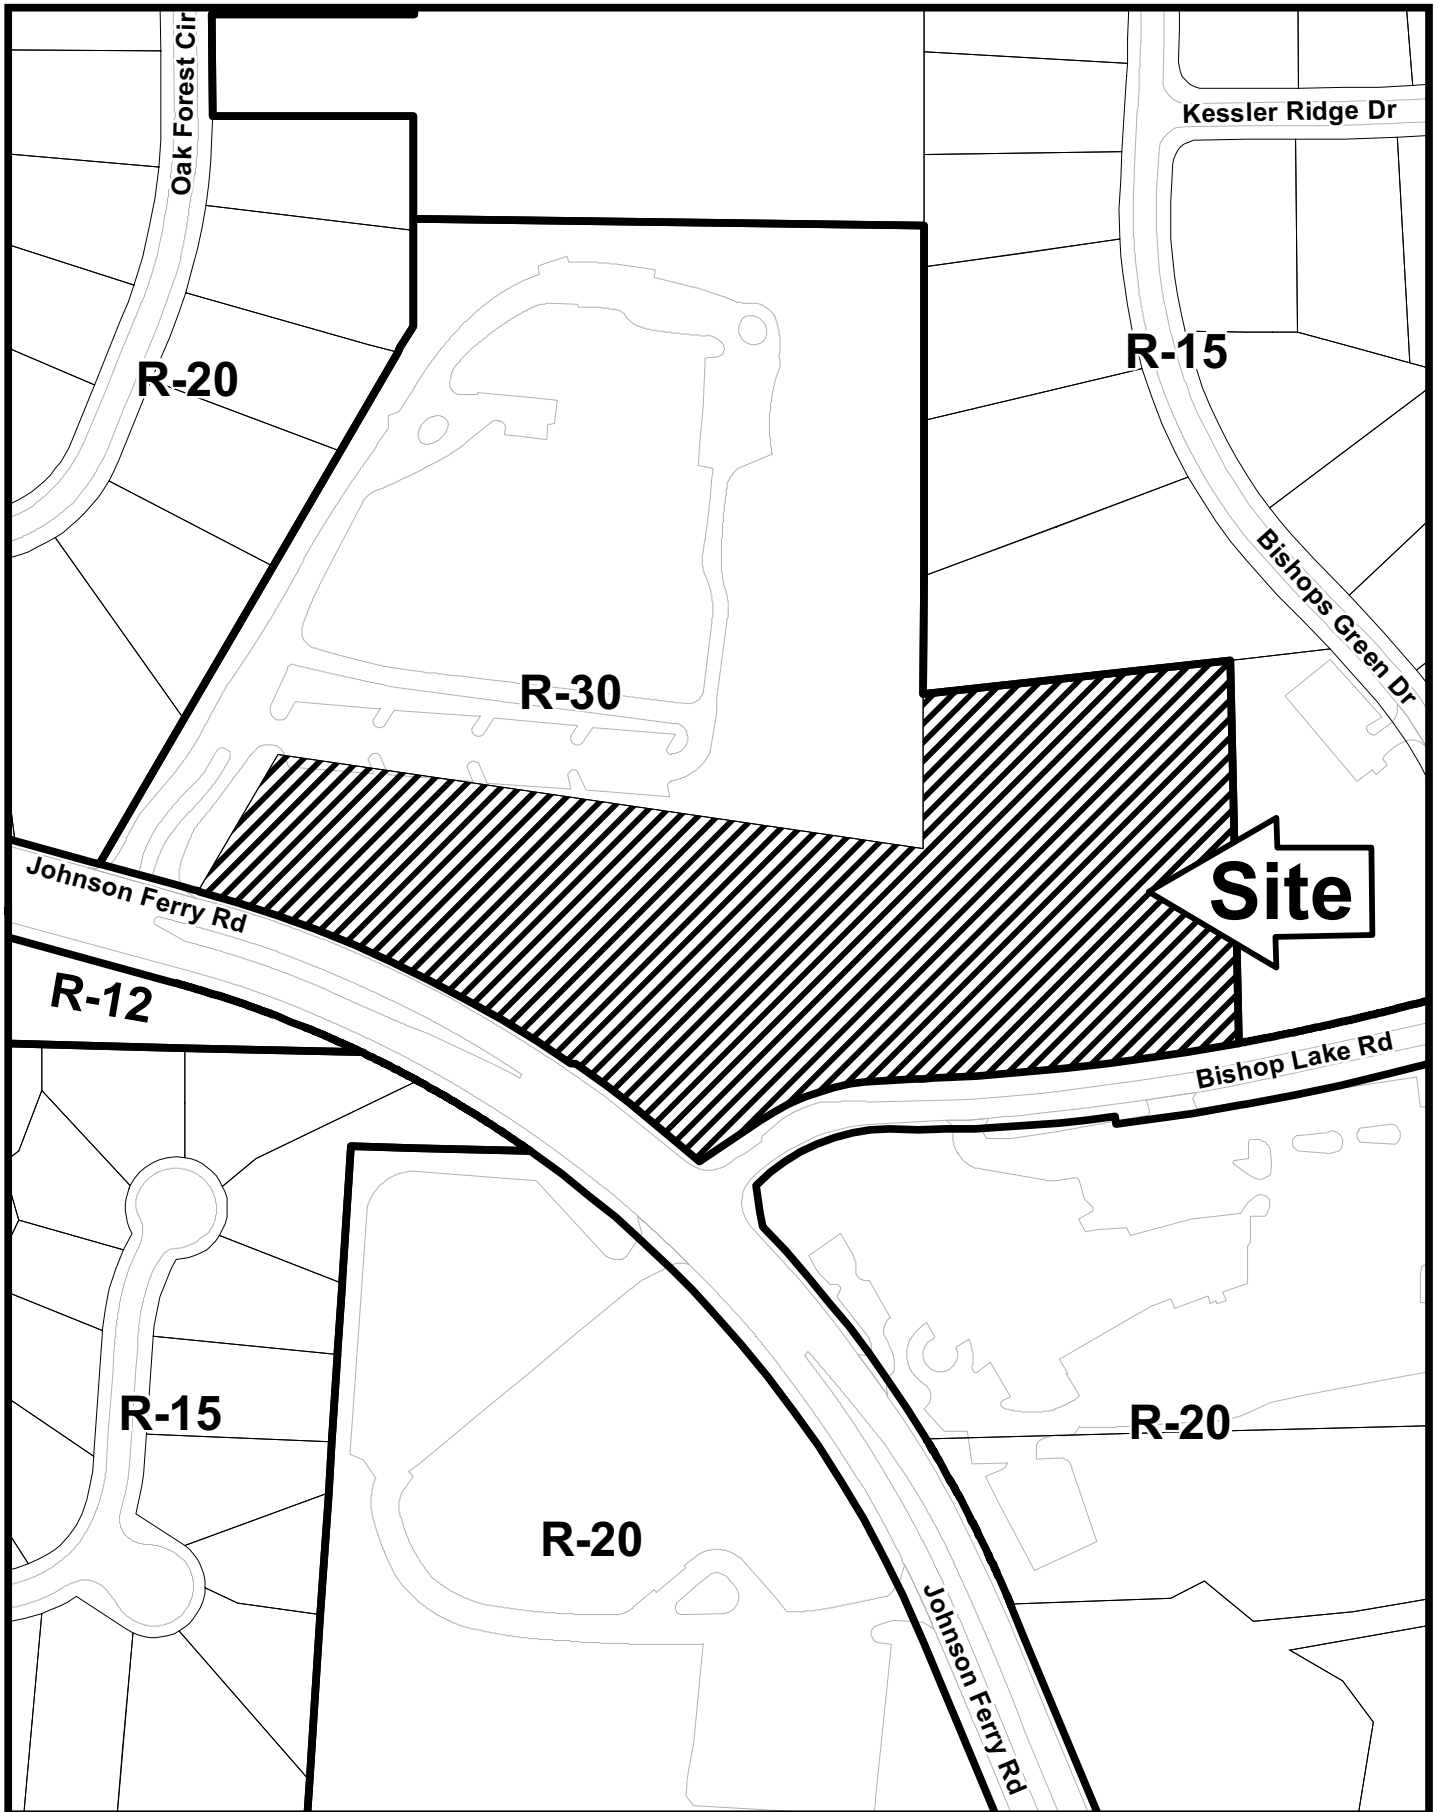 Oak Forest Cir
Kessler Ridge Dr
R-20
R-15
Bishops Green Dr
R-30
Johnson Ferry Rd
Site
R-12
Bishop Lake Rd
R-15
R-20
R-20
Johnson Ferry Rd